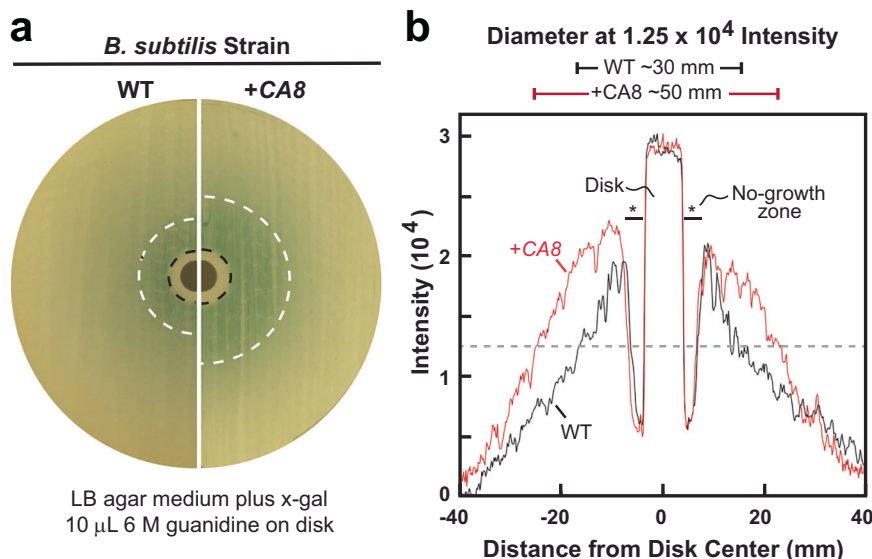 a
B. subtilis Strain
WT +CA8
LB agar medium plus x-gal
10 μL 6 M guanidine on disk
b
Diameter at 1.25 x 10⁴ Intensity
WT ~30 mm
+CA8 ~50 mm
Intensity (10⁴)
3
2
1
0
Disk
* *
No-growth
zone
+CA8
WT
-40 -20 0 20 40
Distance from Disk Center (mm)